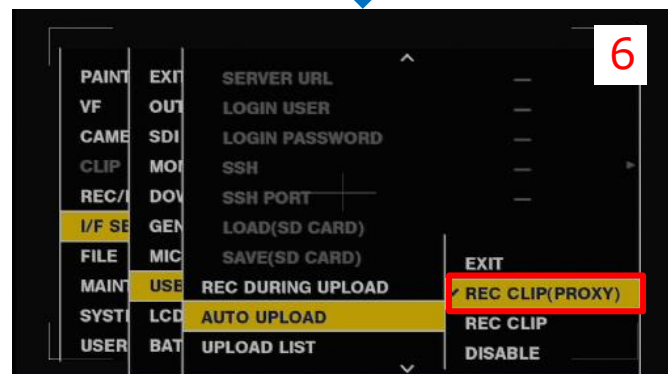 6
PAINT
VF
CAME
CLIP
REC/
I/F SE
FILE
MAINT
SYST
USER
EXIT
OUT
SDI
MON
DOW
GEN
MIC
USE
LCD
BAT
SERVER URL —
LOGIN USER —
LOGIN PASSWORD —
SSH —
SSH PORT —
LOAD(SD CARD)
SAVE(SD CARD)
REC DURING UPLOAD
AUTO UPLOAD
UPLOAD LIST
EXIT
✓ REC CLIP(PROXY)
REC CLIP
DISABLE